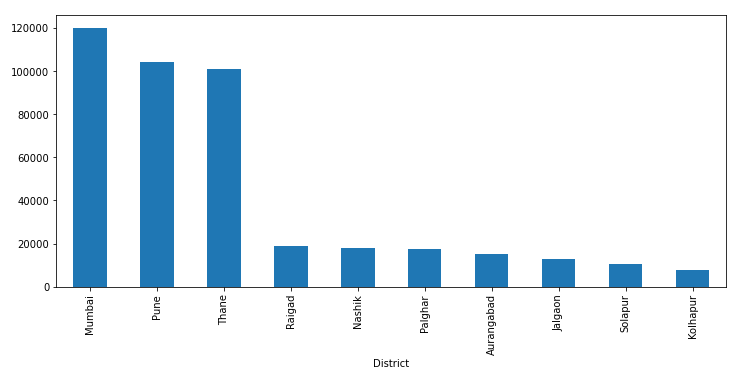 120000
100000
80000
60000
40000
20000
0
Mumbai
Pune
Thane
Raigad
Nashik
Palghar
Aurangabad
Jalgaon
Solapur
Kolhapur
District